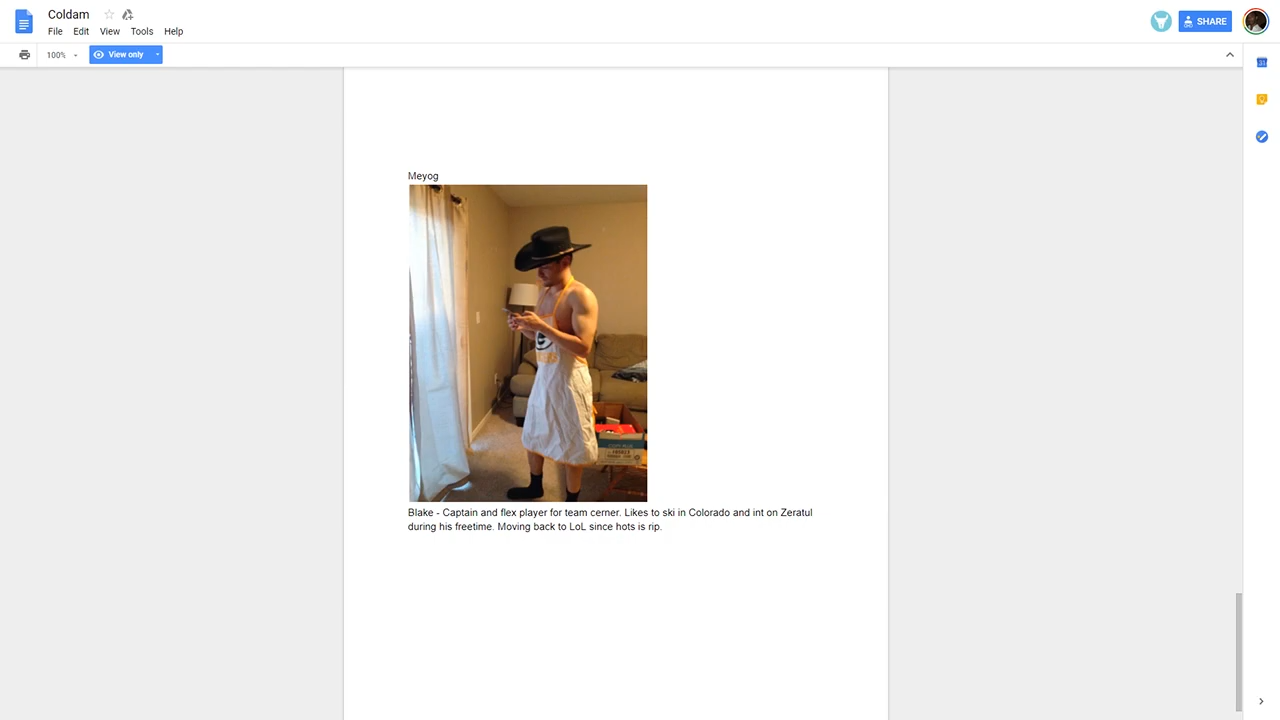 Coldam
File Edit View Tools Help
SHARE
100% View only
Meyog
Blake - Captain and flex player for team cerner. Likes to ski in Colorado and int on Zeratul
during his freetime. Moving back to LoL since hots is rip.